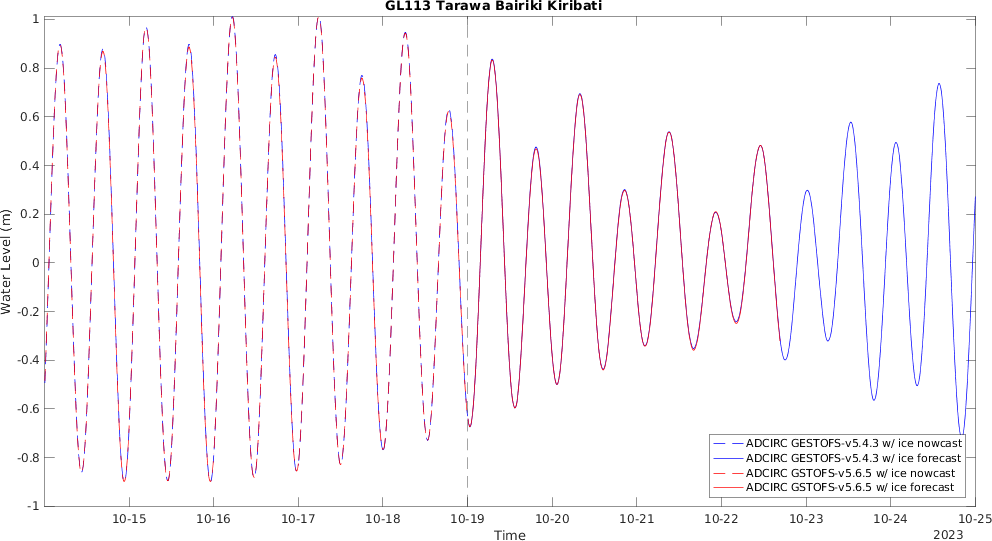 GL113 Tarawa Bairiki Kiribati
Water Level (m)
1
0.8
0.6
0.4
0.2
0
-0.2
-0.4
-0.6
-0.8
-1
10-15 10-16 10-17 10-18 10-19 10-20 10-21 10-22 10-23 10-24 10-25
Time
2023
ADCIRC GESTOFS-v5.4.3 w/ ice nowcast
ADCIRC GESTOFS-v5.4.3 w/ ice forecast
ADCIRC GSTOFS-v5.6.5 w/ ice nowcast
ADCIRC GSTOFS-v5.6.5 w/ ice forecast